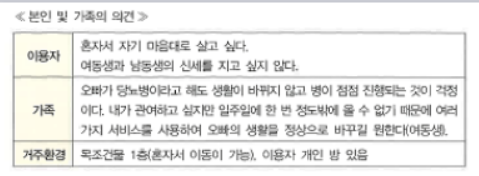 ≪ 본인 및 가족의 의견 ≫
이용자
혼자서 자기 마음대로 살고 싶다.
여동생과 남동생의 신세를 지고 싶지 않다.
가족
오빠가 당뇨병이라고 해도 생활이 바뀌지 않고 병이 점점 진행되는 것이 걱정
이다. 내가 관여하고 싶지만 일주일에 한 번 정도밖에 올 수 없기 때문에 여러
가지 서비스를 사용하여 오빠의 생활을 정상으로 바꾸길 원한다(여동생).
거주환경
목조건물 1층(혼자서 이동이 가능), 이용자 개인 방 있음